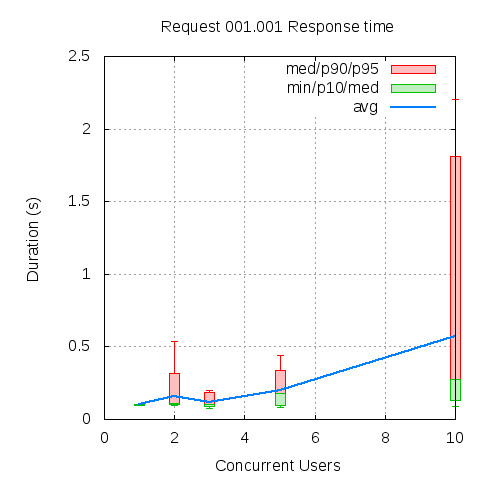 Request 001.001 Response time
med/p90/p95
min/p10/med
avg
2.5
2
1.5
1
0.5
0
0 2 4 6 8 10
Duration (s)
Concurrent Users